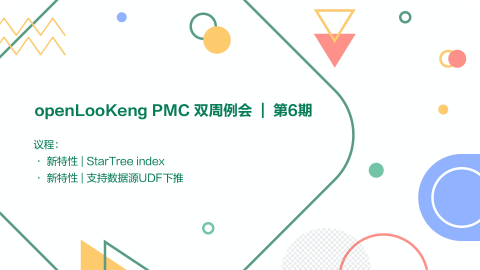 openLooKeng PMC 双周例会 | 第6期
议程:
· 新特性 | StarTree index
· 新特性 | 支持数据源UDF下推